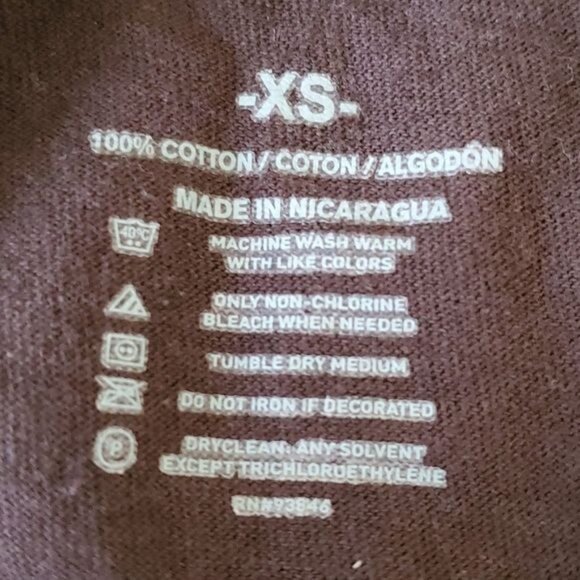 -XS-
100% COTTON / COTON / ALGODÓN
MADE IN NICARAGUA
40°C
MACHINE WASH WARM
WITH LIKE COLORS
ONLY NON-CHLORINE
BLEACH WHEN NEEDED
TUMBLE DRY MEDIUM
DO NOT IRON IF DECORATED
P
DRYCLEAN: ANY SOLVENT
EXCEPT TRICHLOROETHYLENE
RN#93846